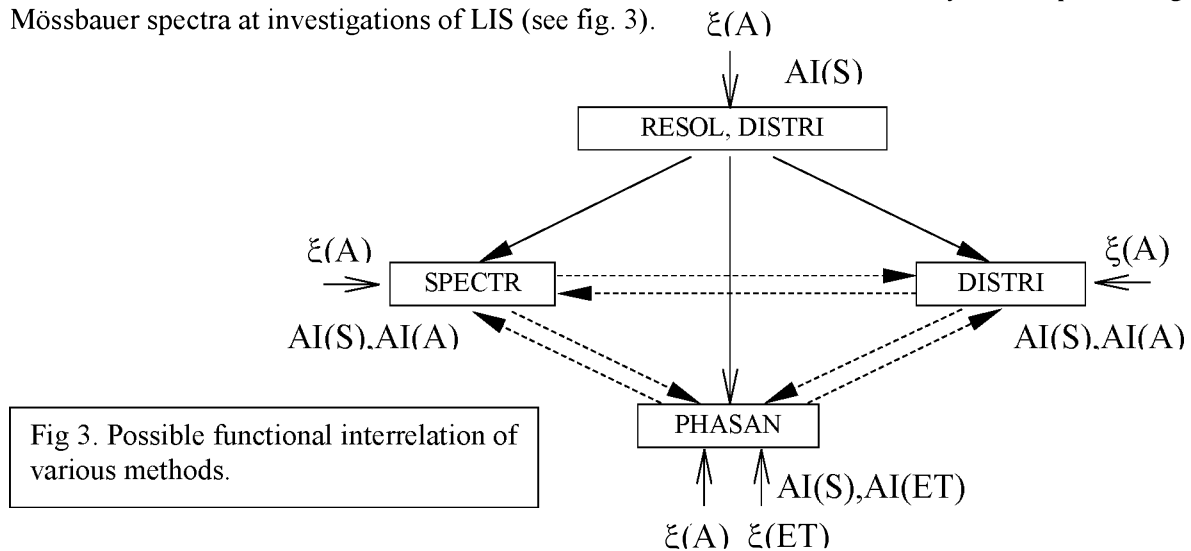 Mössbauer spectra at investigations of LIS (see fig. 3).
ξ(A)
AI(S)
RESOL, DISTRI
ξ(A)
SPECTR
AI(S),AI(A)
ξ(A)
DISTRI
AI(S),AI(A)
PHASAN
AI(S),AI(ET)
ξ(A) ξ(ET)
Fig 3. Possible functional interrelation of
various methods.